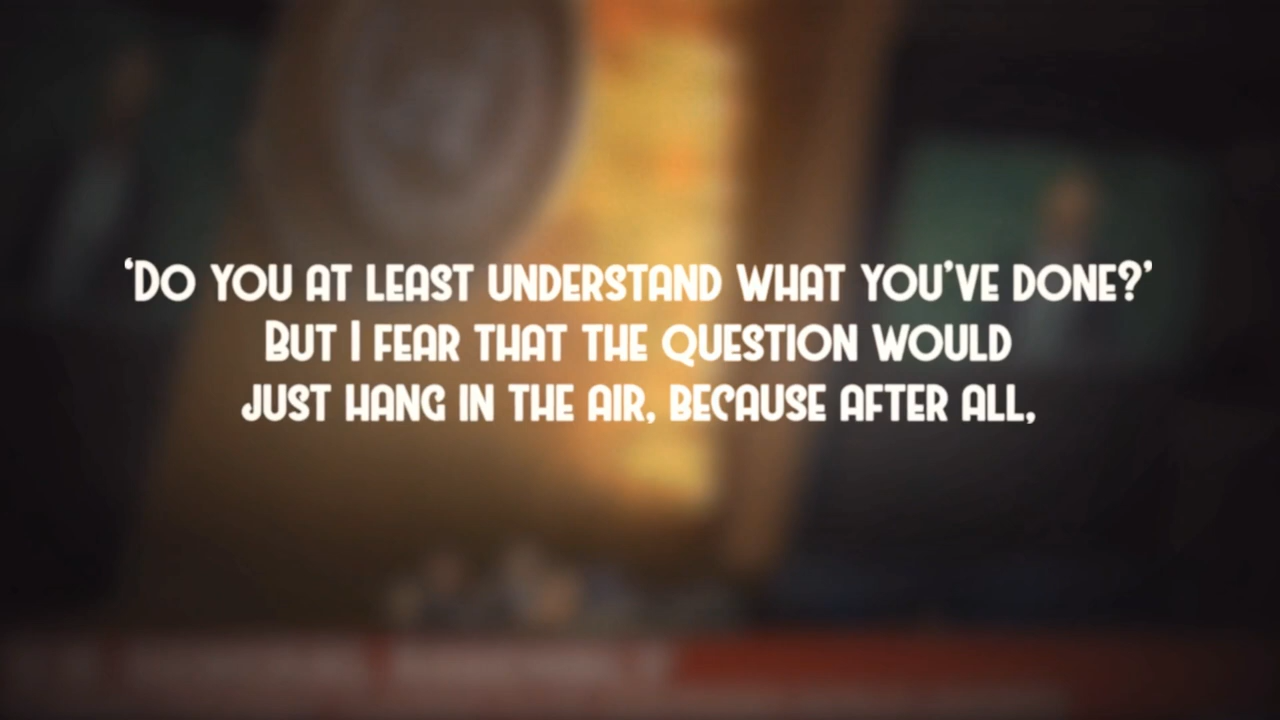 ‘Do you at least understand what you’ve done?’
But I fear that the question would
just hang in the air, because after all,